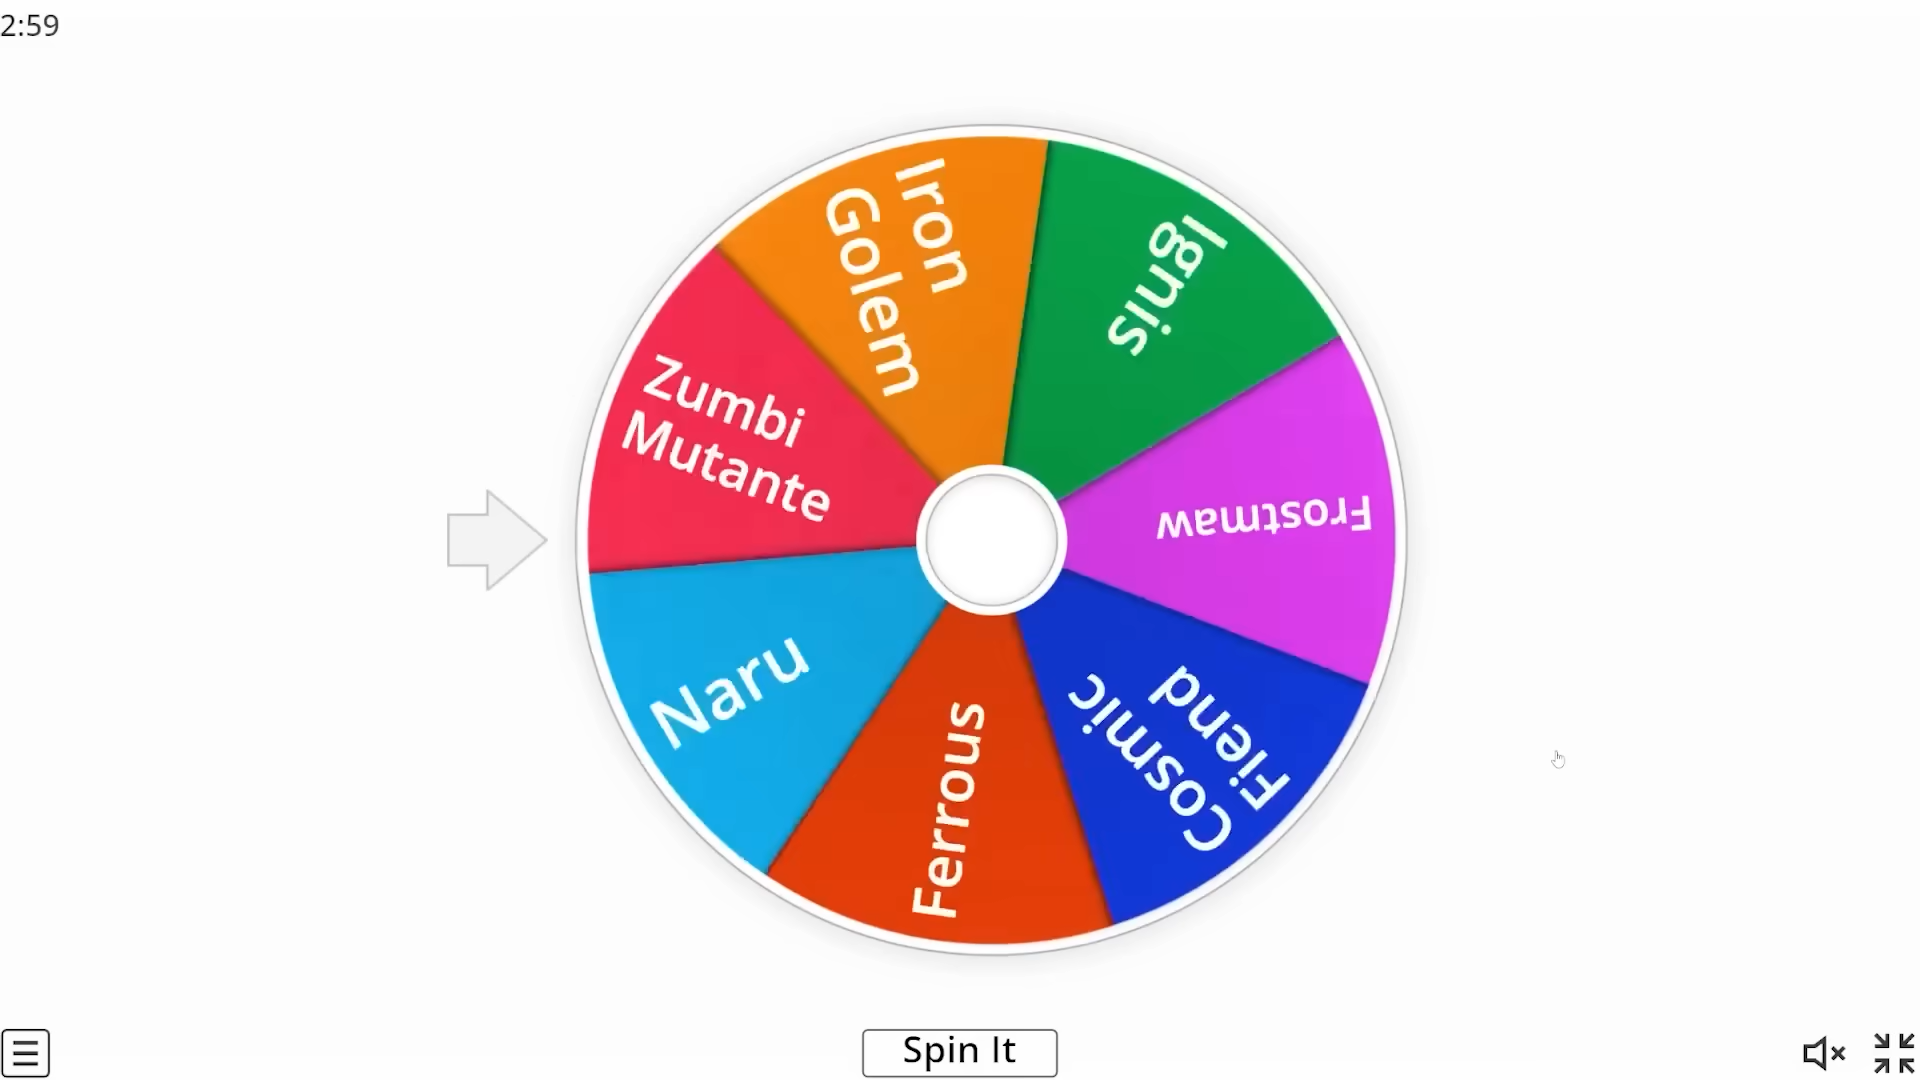 2:59
Iron
Golem
Ignis
Zumbi
Mutante
Frostmaw
Naru
Ferrous
Cosmic
Fiend
Spin It